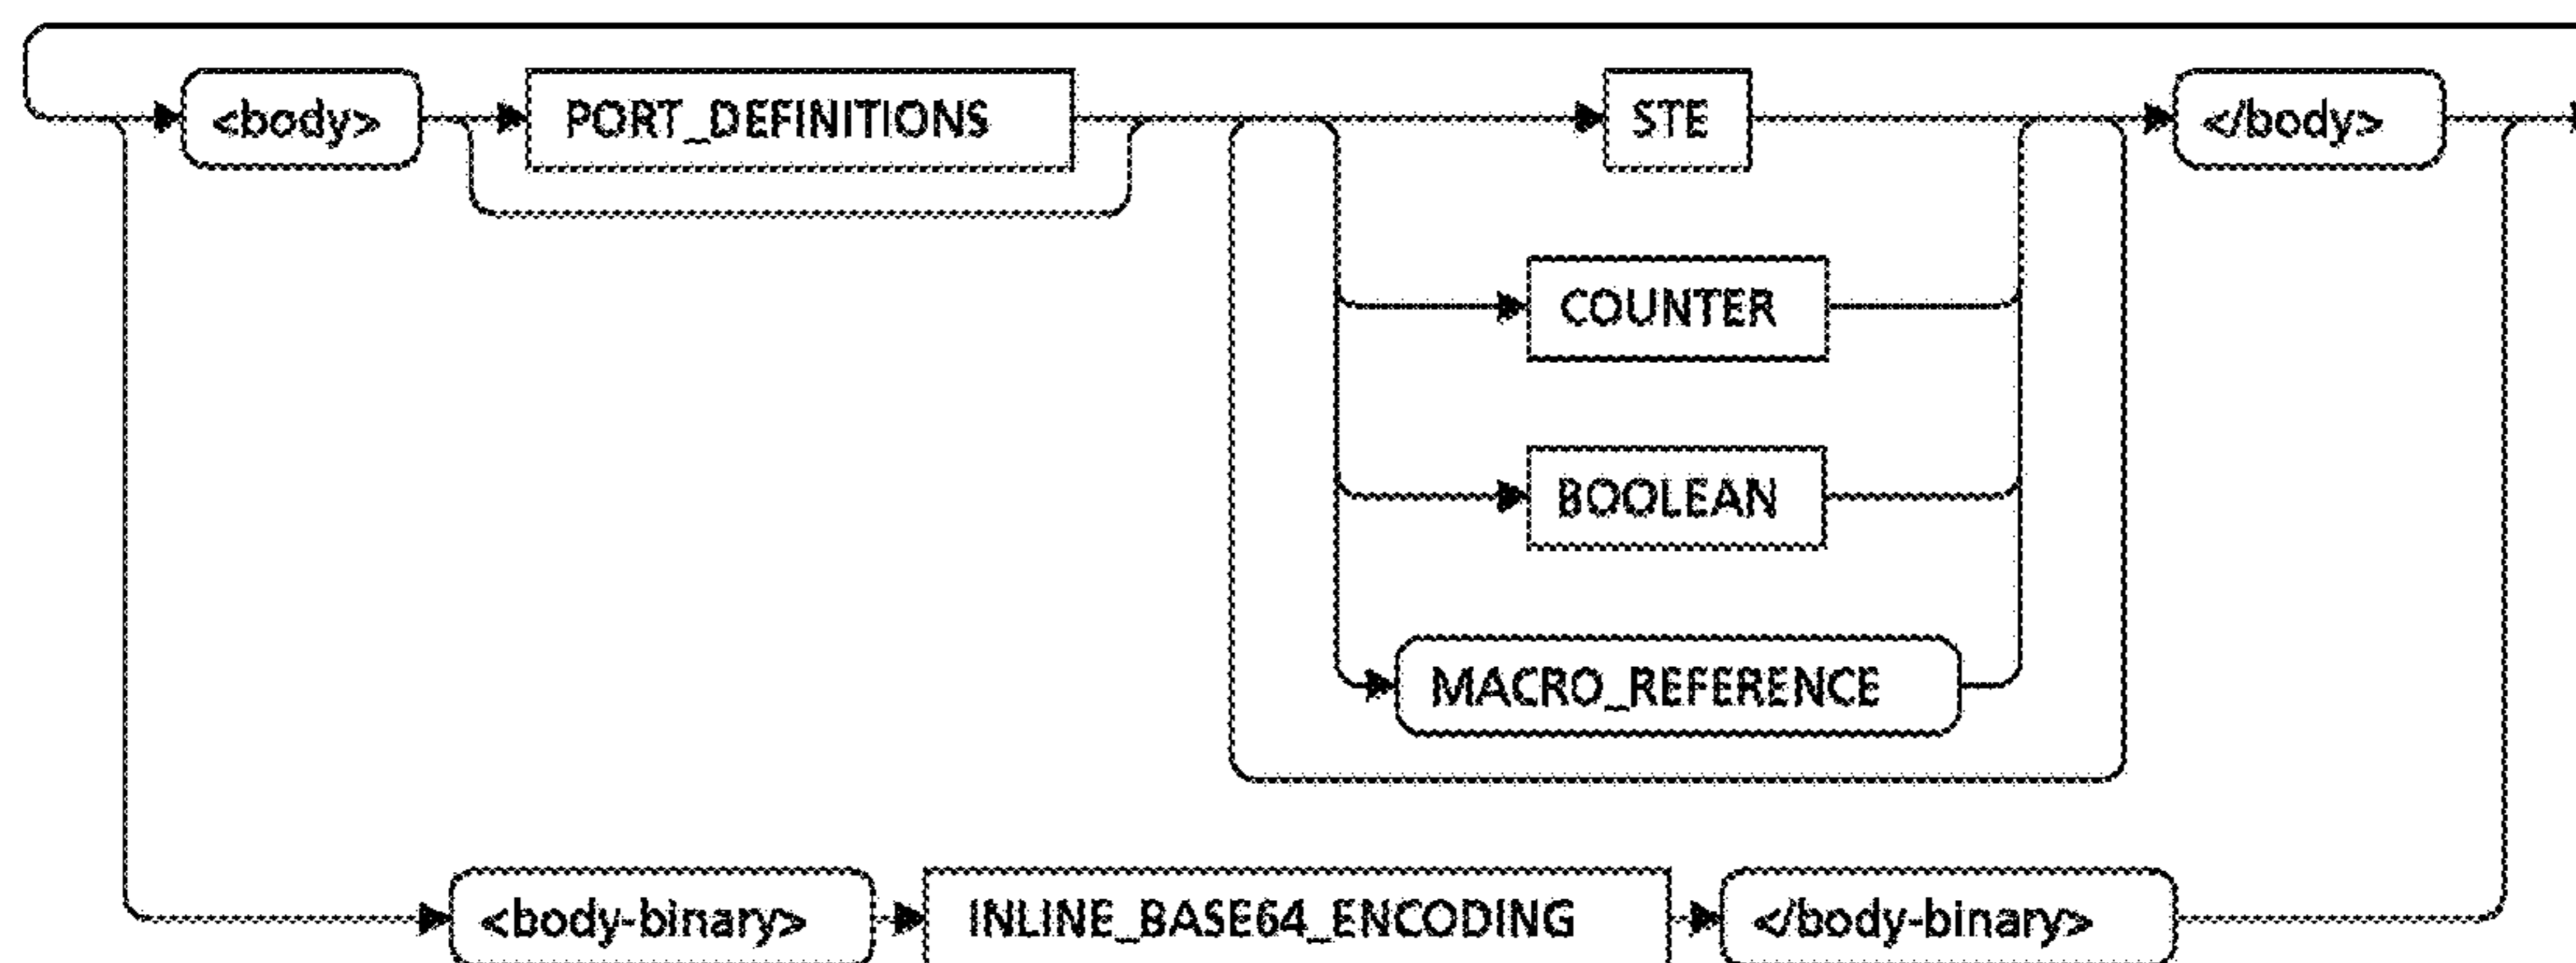 <body> PORT_DEFINITIONS STE </body>
COUNTER
BOOLEAN
MACRO_REFERENCE
<body-binary> INLINE_BASE64_ENCODING </body-binary>